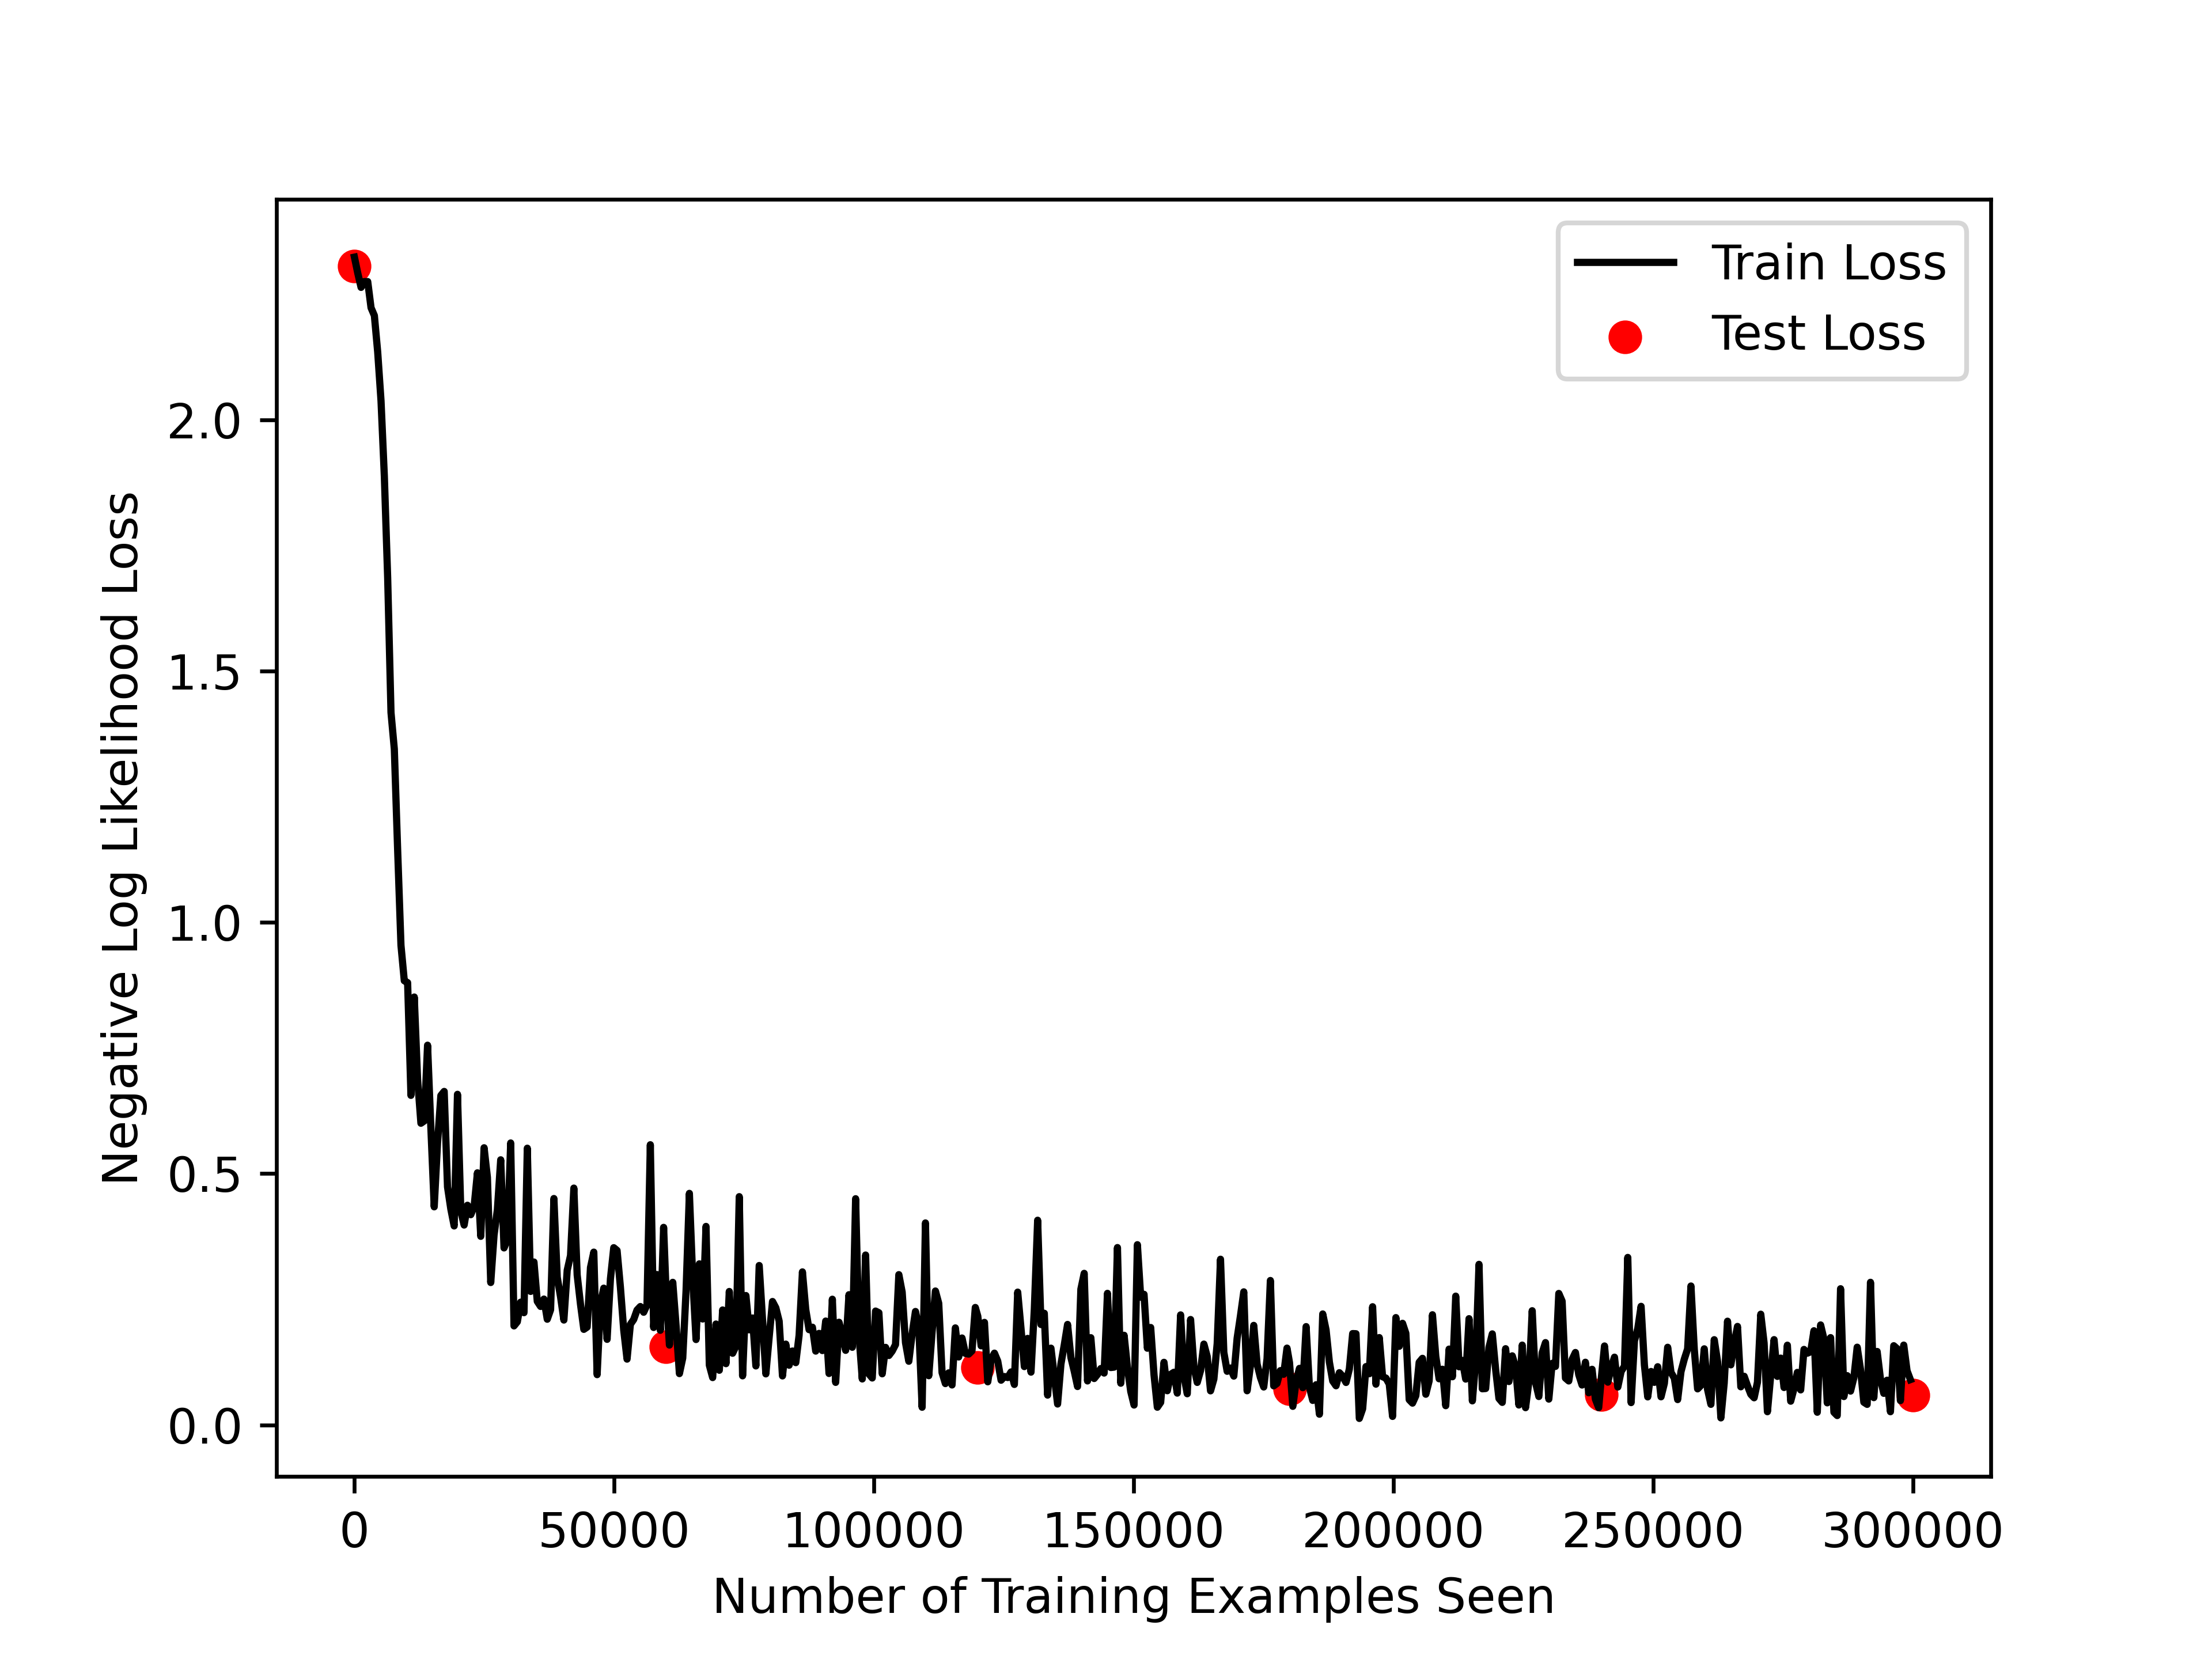 Train Loss
Test Loss
Negative Log Likelihood Loss
2.0
1.5
1.0
0.5
0.0
0 50000 100000 150000 200000 250000 300000
Number of Training Examples Seen